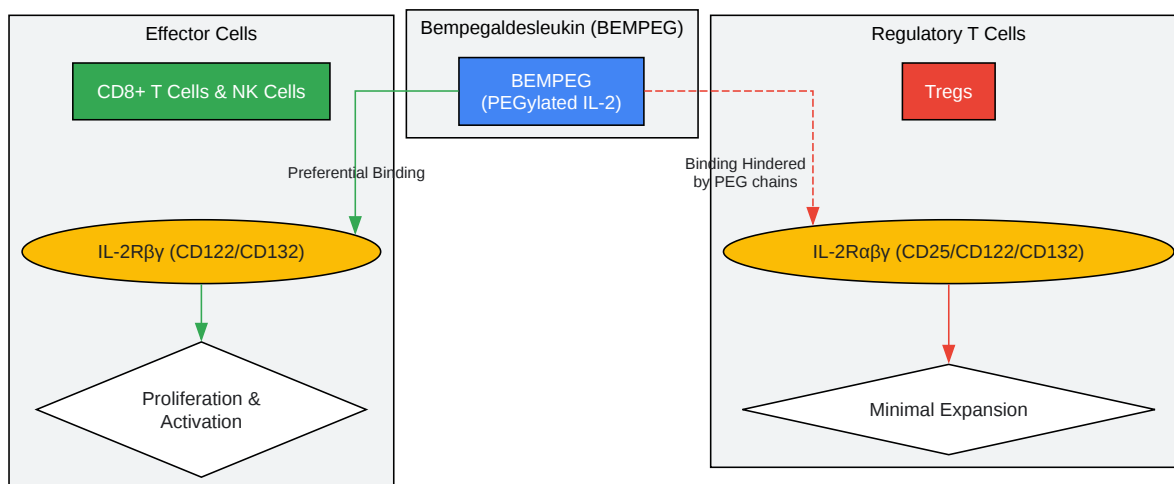 Effector Cells
CD8+ T Cells & NK Cells
Preferential Binding
IL-2Rβγ (CD122/CD132)
Proliferation &
Activation
Bempegaldesleukin (BEMPEG)
BEMPEG
(PEGylated IL-2)
Regulatory T Cells
Tregs
Binding Hindered
by PEG chains
IL-2Rαβγ (CD25/CD122/CD132)
Minimal Expansion